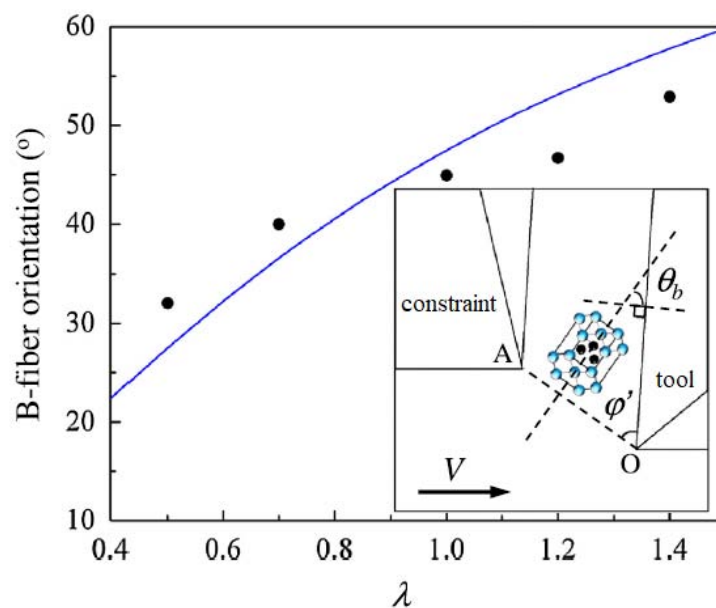 B-fiber orientation (°)
60
50
40
30
20
10
0.4 0.6 0.8 1.0 1.2 1.4
λ
constraint
A
θb
tool
φ'
O
V